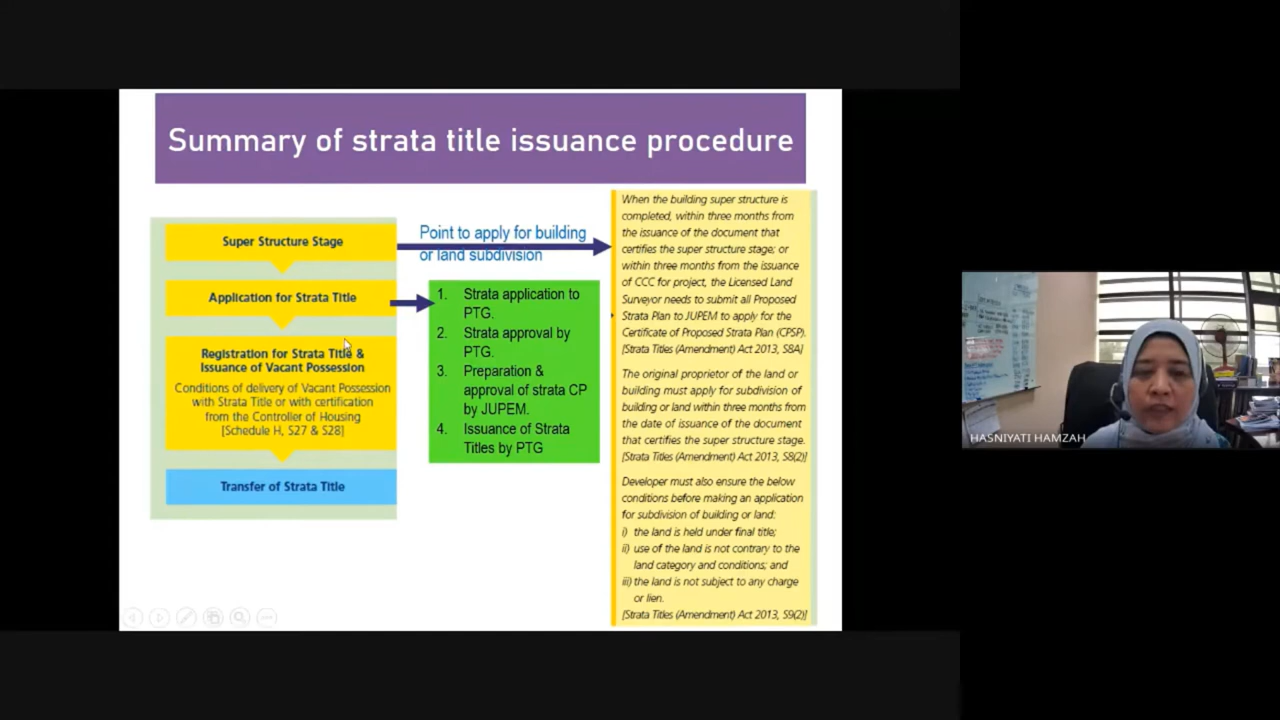 Summary of strata title issuance procedure
Super Structure Stage
Application for Strata Title
Registration for Strata Title &
Issuance of Vacant Possession
Conditions of delivery of Vacant Possession
with Strata Title or with certification
from the Controller of Housing
[Schedule H, S27 & S28]
Transfer of Strata Title
Point to apply for building
or land subdivision
1. Strata application to
PTG.
2. Strata approval by
PTG.
3. Preparation &
approval of strata CP
by JUPEM.
4. Issuance of Strata
Titles by PTG
When the building super structure is
completed, within three months from
the issuance of the document that
certifies the super structure stage; or
within three months from the issuance
of CCC for project, the Licensed Land
Surveyor needs to submit all Proposed
Strata Plan to JUPEM to apply for the
Certificate of Proposed Strata Plan (CPSP).
[Strata Titles (Amendment) Act 2013, S8A]
The original proprietor of the land or
building must apply for subdivision of
building or land within three months from
the date of issuance of the document
that certifies the super structure stage.
[Strata Titles (Amendment) Act 2013, S8(2)]
Developer must also ensure the below
conditions before making an application
for subdivision of building or land:
i) the land is held under final title;
ii) use of the land is not contrary to the
land category and conditions; and
iii) the land is not subject to any charge
or lien.
[Strata Titles (Amendment) Act 2013, S9(2)]
HASNIYATI HAMZAH